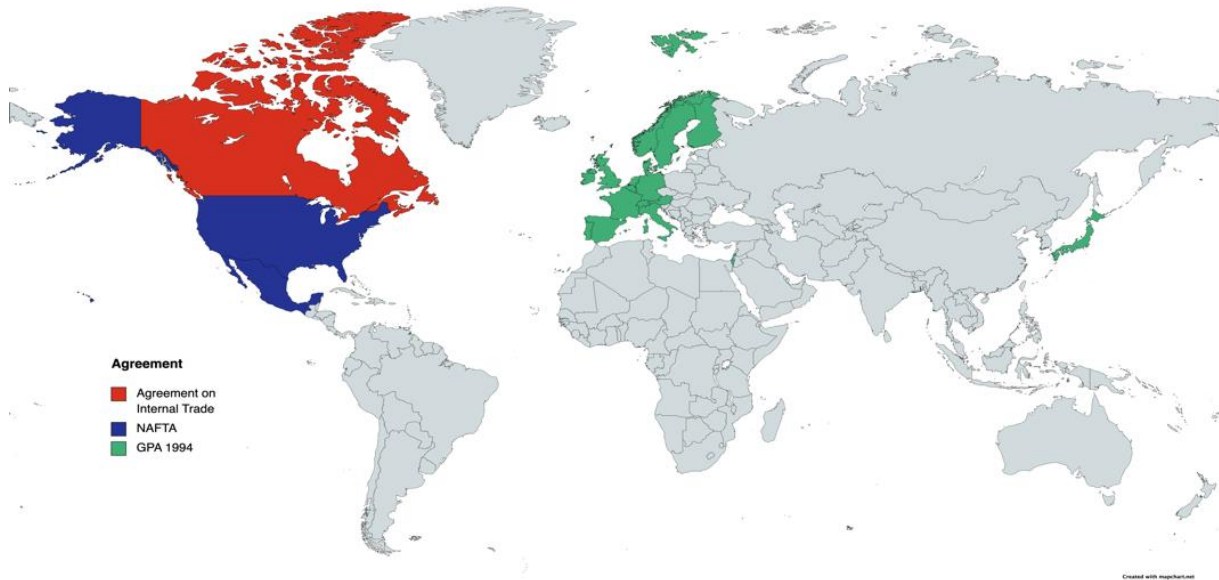 Agreement
Agreement on
Internal Trade
NAFTA
GPA 1994
Created with mapchart.net